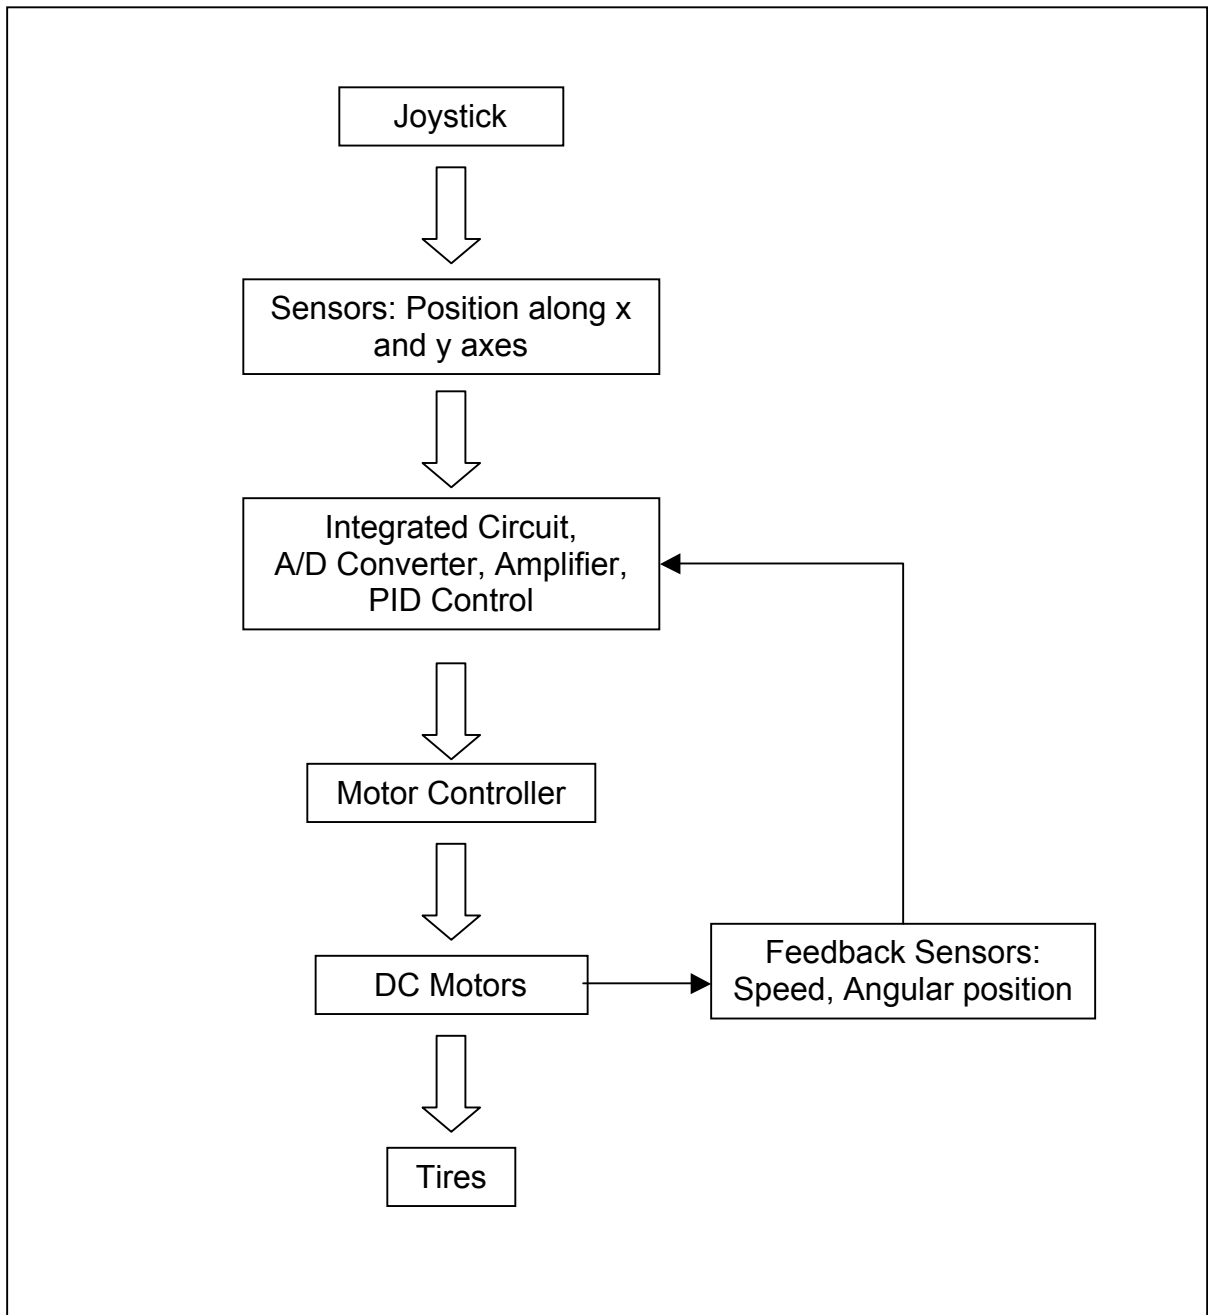 Joystick
Sensors: Position along x
and y axes
Integrated Circuit,
A/D Converter, Amplifier,
PID Control
Motor Controller
DC Motors
Feedback Sensors:
Speed, Angular position
Tires